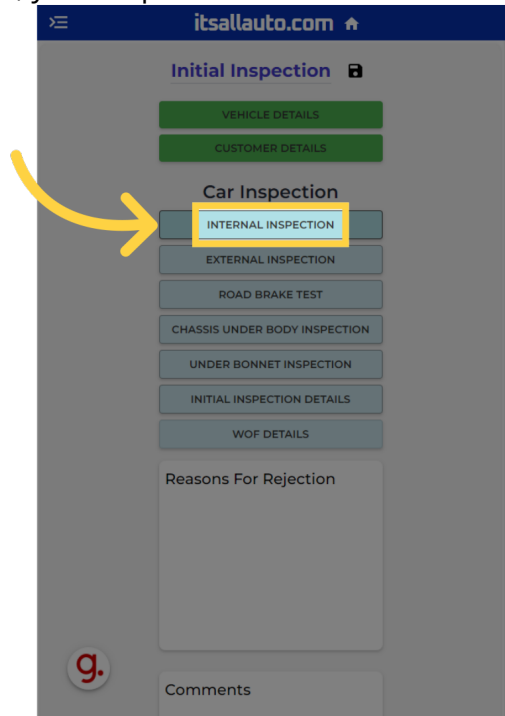 itsallauto.com
Initial Inspection
VEHICLE DETAILS
CUSTOMER DETAILS
Car Inspection
INTERNAL INSPECTION
EXTERNAL INSPECTION
ROAD BRAKE TEST
CHASSIS UNDER BODY INSPECTION
UNDER BONNET INSPECTION
INITIAL INSPECTION DETAILS
WOF DETAILS
Reasons For Rejection
g.
Comments